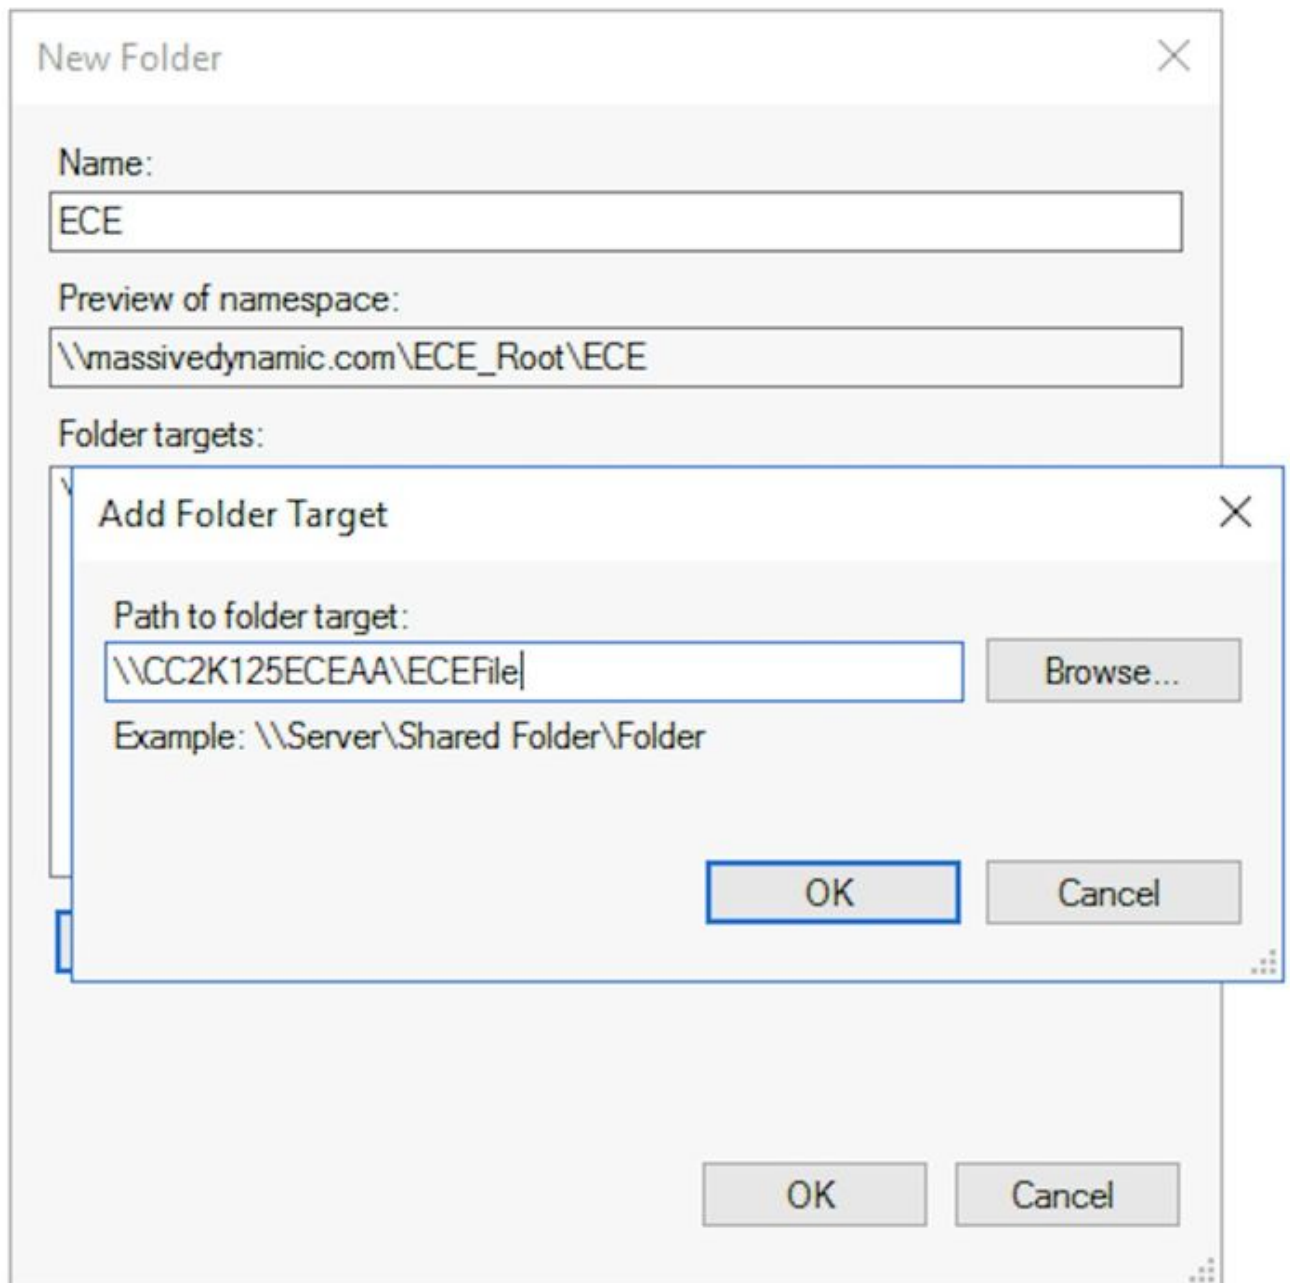 New Folder
Name:
ECE
Preview of namespace:
\\massivedynamic.com\ECE_Root\ECE
Folder targets:
Add Folder Target
Path to folder target:
\\CC2K125ECEAA\ECEFile
Browse...
Example: \\Server\Shared Folder\Folder
OK
Cancel
OK
Cancel